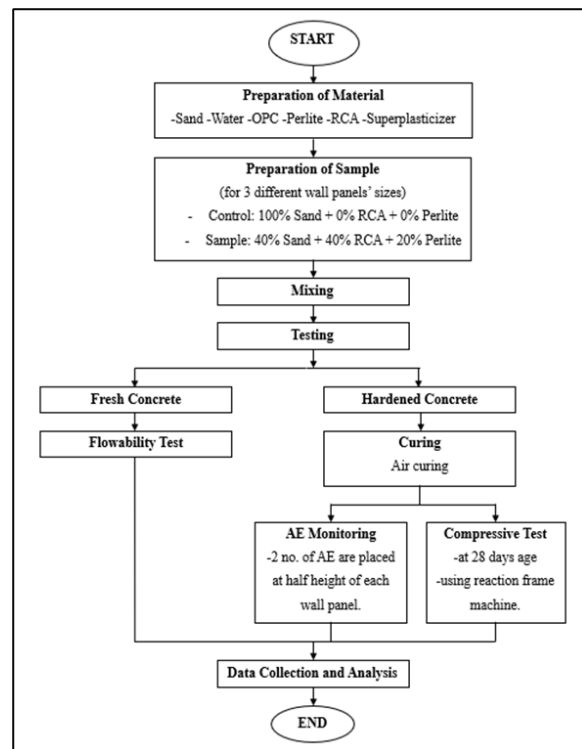 START
Preparation of Material
-Sand -Water -OPC -Perlite -RCA -Superplasticizer
Preparation of Sample
(for 3 different wall panels' sizes)
- Control: 100% Sand + 0% RCA + 0% Perlite
- Sample: 40% Sand + 40% RCA + 20% Perlite
Mixing
Testing
Fresh Concrete
Flowability Test
Hardened Concrete
Curing
Air curing
AE Monitoring
-2 no. of AE are placed
at half height of each
wall panel.
Compressive Test
-at 28 days age
-using reaction frame
machine.
Data Collection and Analysis
END